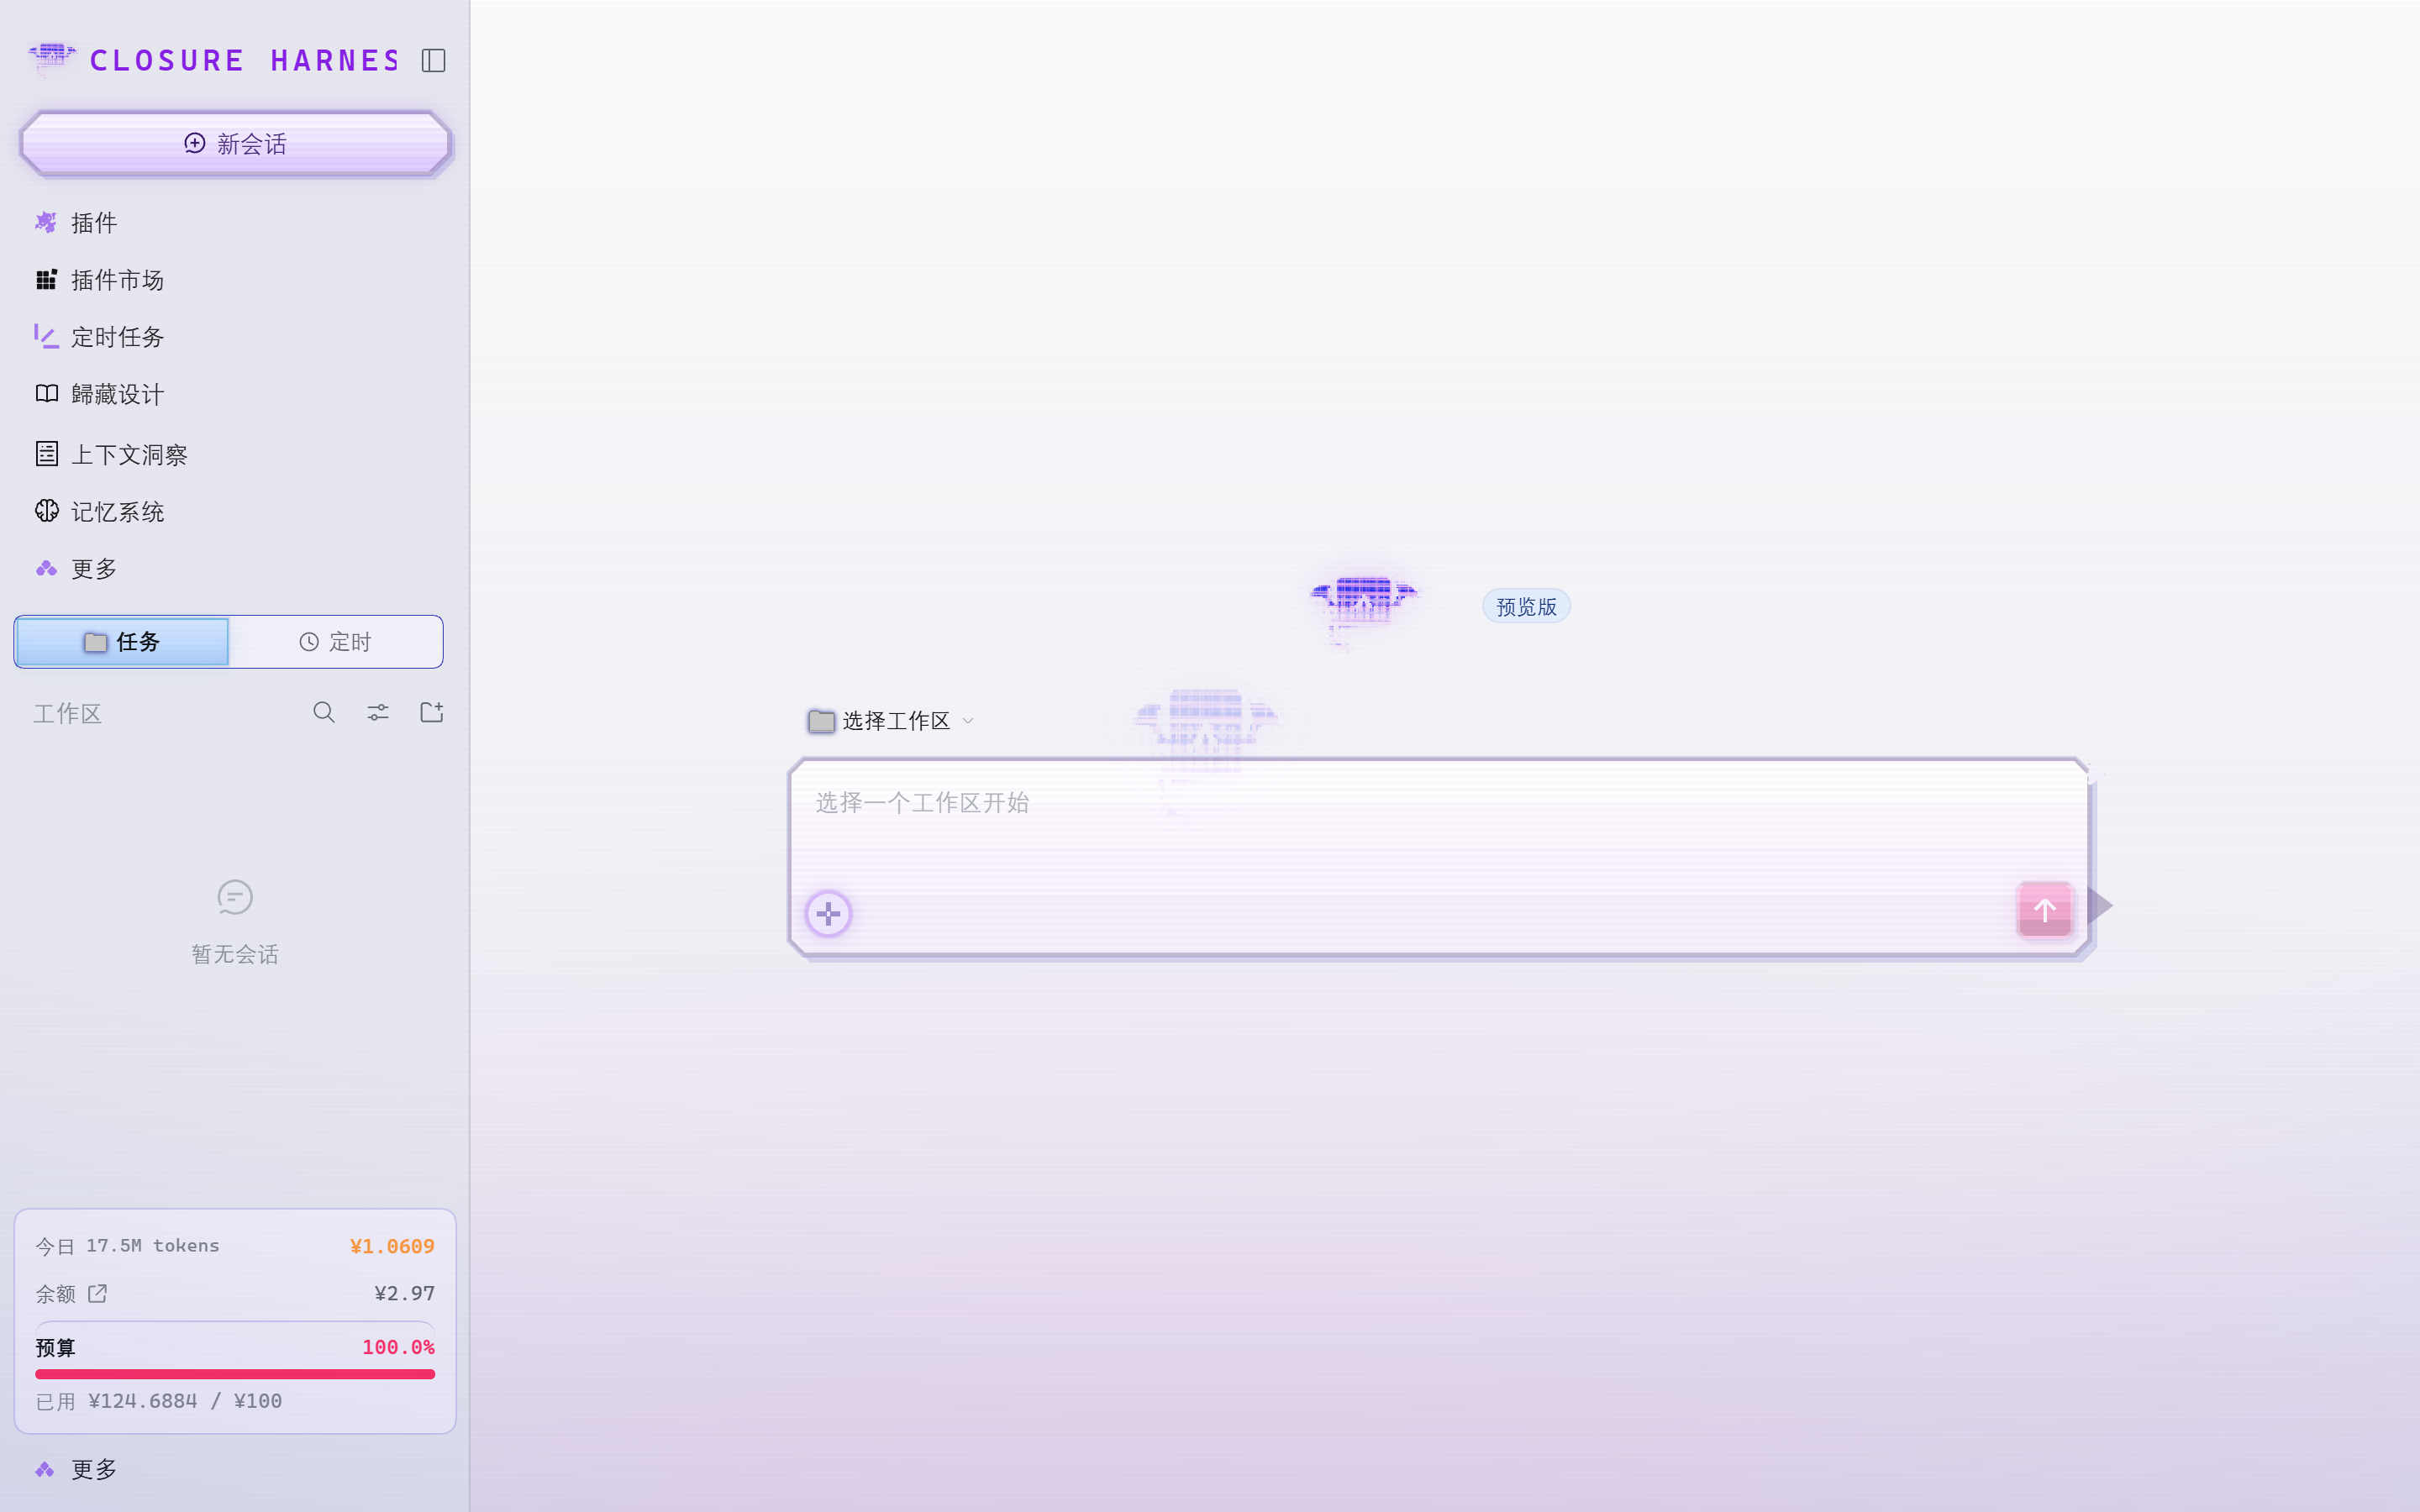 CLOSURE HARNES
新会话
插件
插件市场
定时任务
歸藏设计
上下文洞察
记忆系统
更多
任务 定时
工作区
暂无会话
今日 17.5M tokens ¥1.0609
余额 ¥2.97
预算 100.0%
已用 ¥124.6884 / ¥100
更多
预览版
选择工作区
选择一个工作区开始